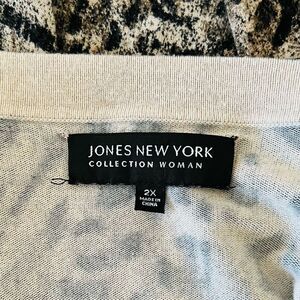 JONES NEW YORK
COLLECTION WOMAN
2X
MADE IN
CHINA